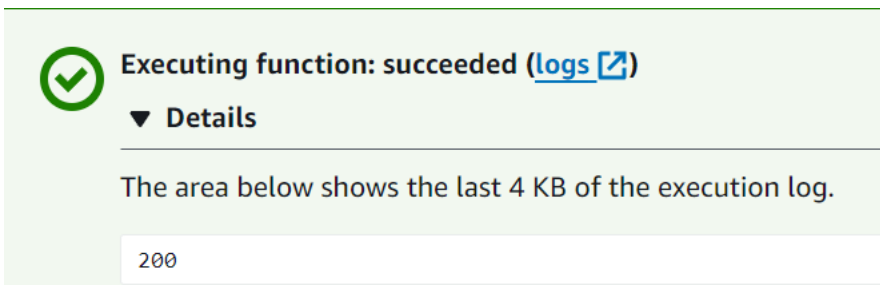 Executing function: succeeded (logs)
Details
The area below shows the last 4 KB of the execution log.
200